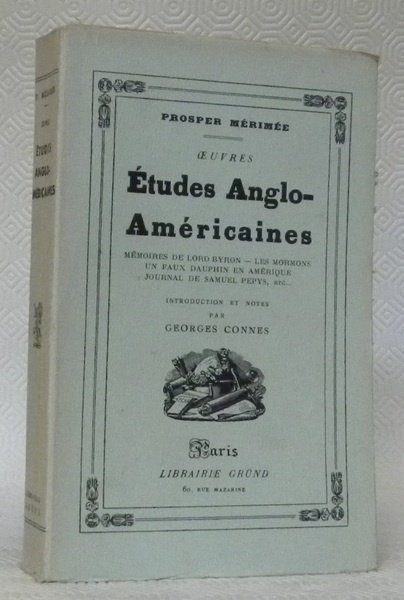 PROSPER MÉRIMÉE
ŒUVRES
Études Anglo-
Américaines
MÉMOIRES DE LORD BYRON — LES MORMONS
UN FAUX DAUPHIN EN AMÉRIQUE
JOURNAL DE SAMUEL PEPYS, ETC...
INTRODUCTION ET NOTES
PAR
GEORGES CONNES
Paris
LIBRAIRIE GRÜND
60, RUE MAZARINE
ÉTUDES
ANGLO-
AMÉRICAINES